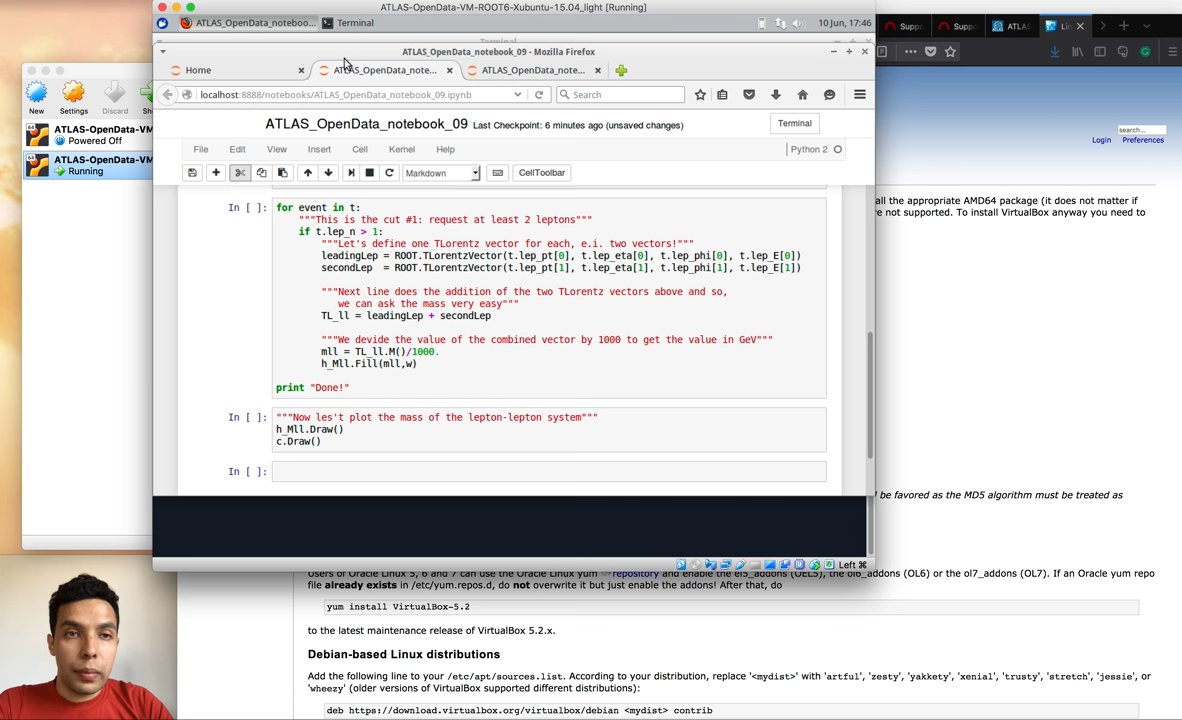 ATLAS-OpenData-VM-ROOT6-Xubuntu-15.04_light [Running]
ATLAS_OpenData_noteboo...
Terminal
10 Jun, 17:46
Suppo
Suppo
ATLAS
Lin
ATLAS_OpenData_notebook_09 - Mozilla Firefox
Home
ATLAS_OpenData_note...
ATLAS_OpenData_note...
localhost:8888/notebooks/ATLAS_OpenData_notebook_09.ipynb
Search
ATLAS_OpenData_notebook_09 Last Checkpoint: 6 minutes ago (unsaved changes)
Terminal
File Edit View Insert Cell Kernel Help
Python 2
Markdown
CellToolbar
New
Settings
Discard
Sh
ATLAS-OpenData-VM
Powered Off
ATLAS-OpenData-VM
Running
search...
Login
Preferences
In [ ]:
for event in t:
"""This is the cut #1: request at least 2 leptons"""
if t.lep_n > 1:
"""Let's define one TLorentz vector for each, e.i. two vectors!"""
leadingLep = ROOT.TLorentzVector(t.lep_pt[0], t.lep_eta[0], t.lep_phi[0], t.lep_E[0])
secondLep = ROOT.TLorentzVector(t.lep_pt[1], t.lep_eta[1], t.lep_phi[1], t.lep_E[1])
"""Next line does the addition of the two TLorentz vectors above and so,
we can ask the mass very easy"""
TL_ll = leadingLep + secondLep
"""We devide the value of the combined vector by 1000 to get the value in GeV"""
mll = TL_ll.M()/1000.
h_Mll.Fill(mll,w)
print "Done!"
In [ ]:
"""Now les't plot the mass of the lepton-lepton system"""
h_Mll.Draw()
c.Draw()
In [ ]:
all the appropriate AMD64 package (it does not matter if
re not supported. To install VirtualBox anyway you need to
be favored as the MD5 algorithm must be treated as
Left ⌘
Users of Oracle Linux 5, 6 and 7 can use the Oracle Linux yum repository and enable the el5_addons (OEL5), the ol6_addons (OL6) or the ol7_addons (OL7). If an Oracle yum repo
file already exists in /etc/yum.repos.d, do not overwrite it but just enable the addons! After that, do
yum install VirtualBox-5.2
to the latest maintenance release of VirtualBox 5.2.x.
Debian-based Linux distributions
Add the following line to your /etc/apt/sources.list. According to your distribution, replace '<mydist>' with 'artful', 'zesty', 'yakkety', 'xenial', 'trusty', 'stretch', 'jessie', or
'wheezy' (older versions of VirtualBox supported different distributions):
deb https://download.virtualbox.org/virtualbox/debian <mydist> contrib